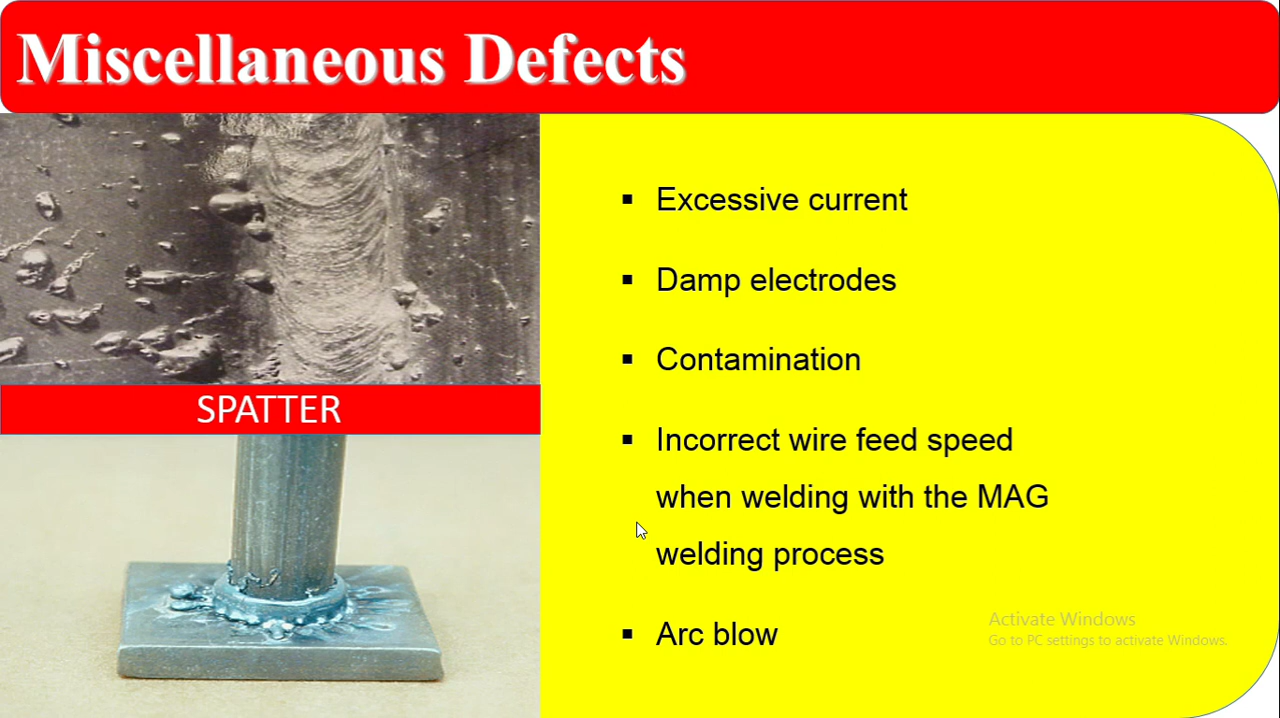 Miscellaneous Defects
SPATTER
▪ Excessive current
▪ Damp electrodes
▪ Contamination
▪ Incorrect wire feed speed
when welding with the MAG
welding process
▪ Arc blow
Activate Windows
Go to PC settings to activate Windows.